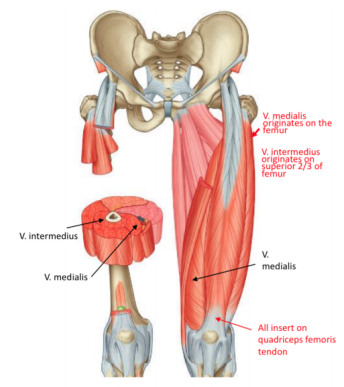 V. medialis
originates on the
femur
V. intermedius
originates on
superior 2/3 of
femur
V. intermedius
V. medialis
V.
medialis
All insert on
quadriceps femoris
tendon